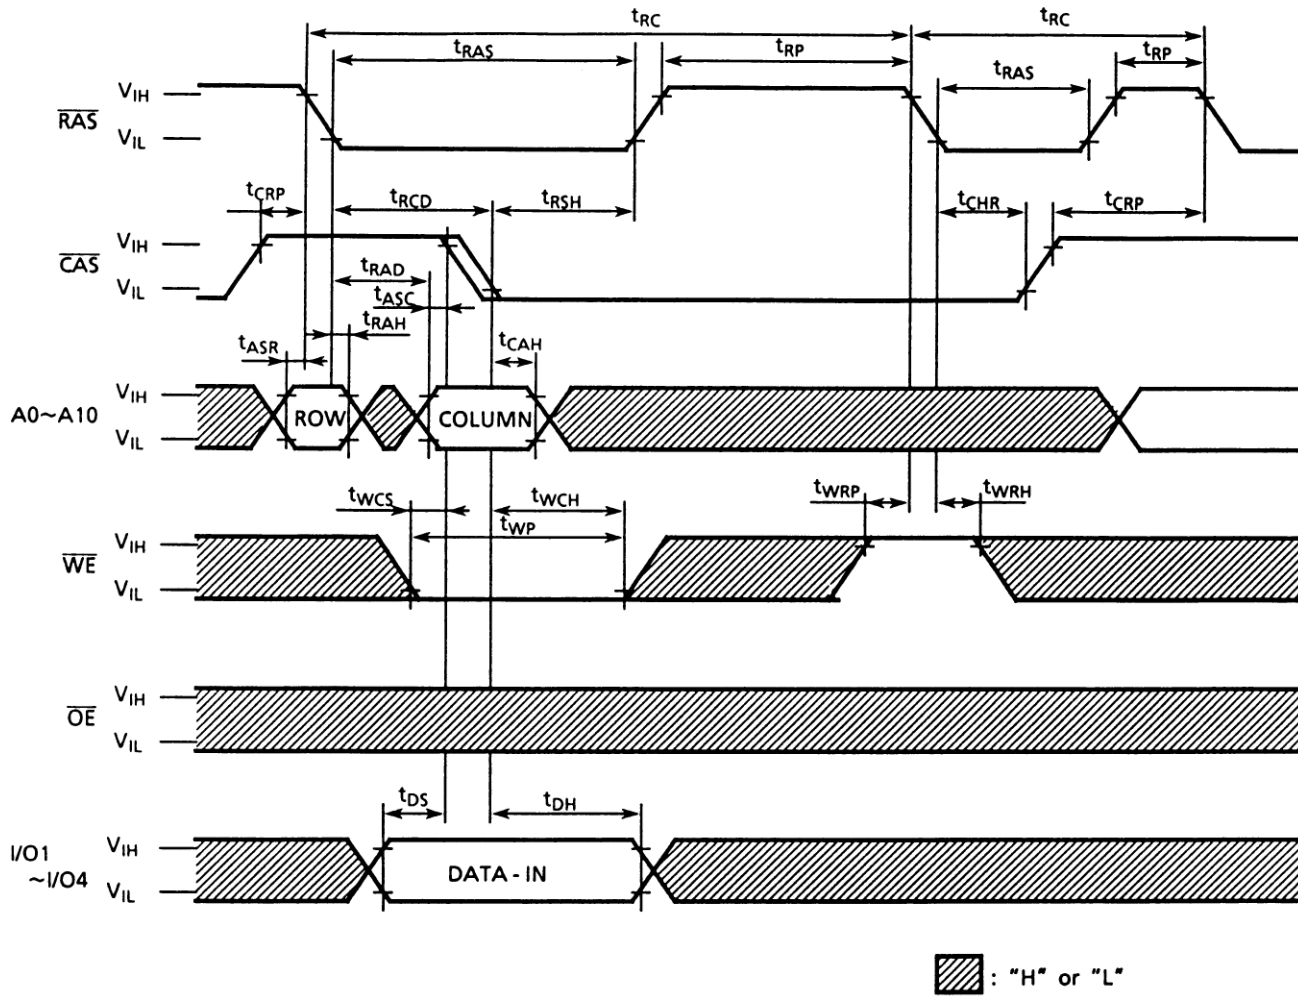 tRC tRC
tRAS tRP tRAS tRP
RAS VIH
VIL
tCRP tRCD tRSH tCHR tCRP
CAS VIH
VIL
tRAD
tASC
tRAH
tASR tCAH
A0~A10 VIH
VIL
ROW COLUMN
tWCS tWCH tWRP tWRH
tWP
WE VIH
VIL
OE VIH
VIL
tDS tDH
I/O1
~I/O4 VIH
VIL
DATA - IN
: "H" or "L"